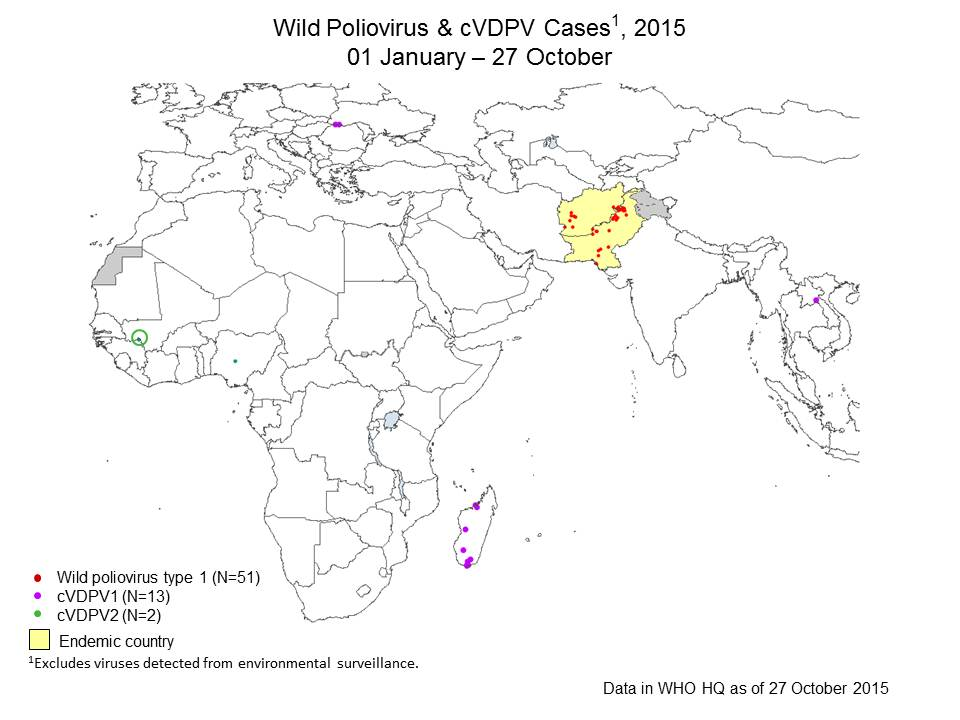 Wild Poliovirus & cVDPV Cases¹, 2015
01 January – 27 October
Wild poliovirus type 1 (N=51)
cVDPV1 (N=13)
cVDPV2 (N=2)
Endemic country
¹Excludes viruses detected from environmental surveillance.
Data in WHO HQ as of 27 October 2015